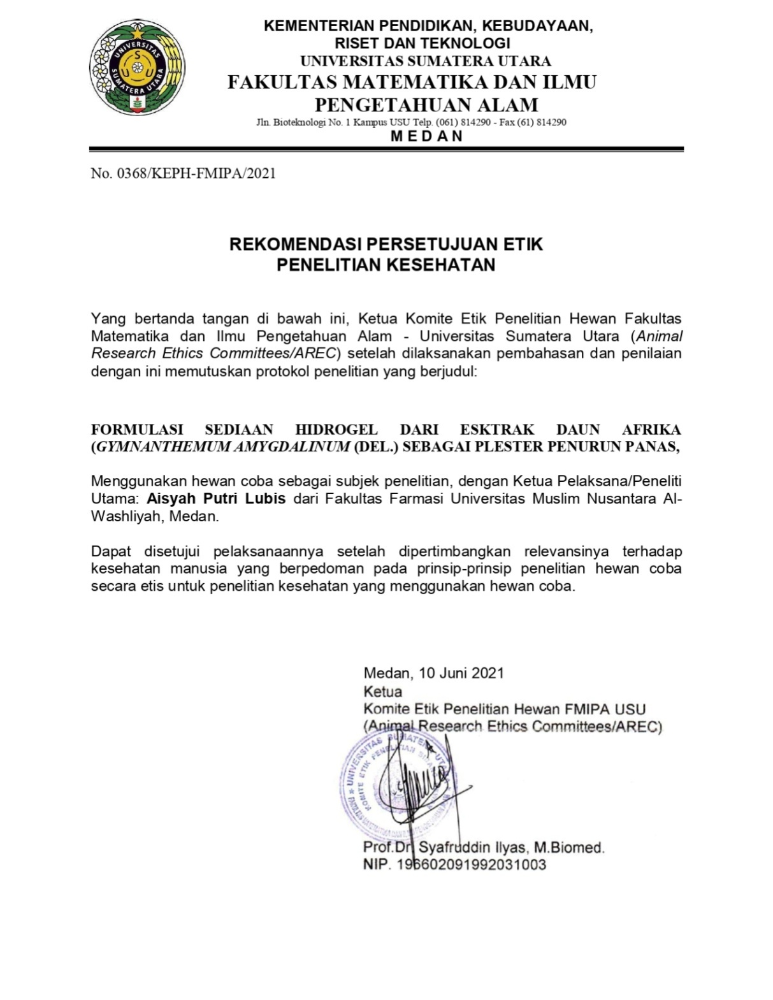 KEMENTERIAN PENDIDIKAN, KEBUDAYAAN,
RISET DAN TEKNOLOGI
UNIVERSITAS SUMATERA UTARA
FAKULTAS MATEMATIKA DAN ILMU
PENGETAHUAN ALAM
Jln. Bioteknologi No. 1 Kampus USU Telp. (061) 814290 - Fax (61) 814290
M E D A N
UNIVERSITAS
SUMATERA UTARA
U S U
No. 0368/KEPH-FMIPA/2021
REKOMENDASI PERSETUJUAN ETIK
PENELITIAN KESEHATAN
Yang bertanda tangan di bawah ini, Ketua Komite Etik Penelitian Hewan Fakultas
Matematika dan Ilmu Pengetahuan Alam - Universitas Sumatera Utara (Animal
Research Ethics Committees/AREC) setelah dilaksanakan pembahasan dan penilaian
dengan ini memutuskan protokol penelitian yang berjudul:
FORMULASI SEDIAAN HIDROGEL DARI ESKTRAK DAUN AFRIKA
(GYMNANTHEMUM AMYGDALINUM (DEL.) SEBAGAI PLESTER PENURUN PANAS,
Menggunakan hewan coba sebagai subjek penelitian, dengan Ketua Pelaksana/Peneliti
Utama: Aisyah Putri Lubis dari Fakultas Farmasi Universitas Muslim Nusantara Al-
Washliyah, Medan.
Dapat disetujui pelaksanaannya setelah dipertimbangkan relevansinya terhadap
kesehatan manusia yang berpedoman pada prinsip-prinsip penelitian hewan coba
secara etis untuk penelitian kesehatan yang menggunakan hewan coba.
Medan, 10 Juni 2021
Ketua
Komite Etik Penelitian Hewan FMIPA USU
(Animal Research Ethics Committees/AREC)
UNIVERSITAS SUMATERA UTARA
KOMITE ETIK PENELITIAN
Prof.Dr. Syafruddin Ilyas, M.Biomed.
NIP. 196602091992031003